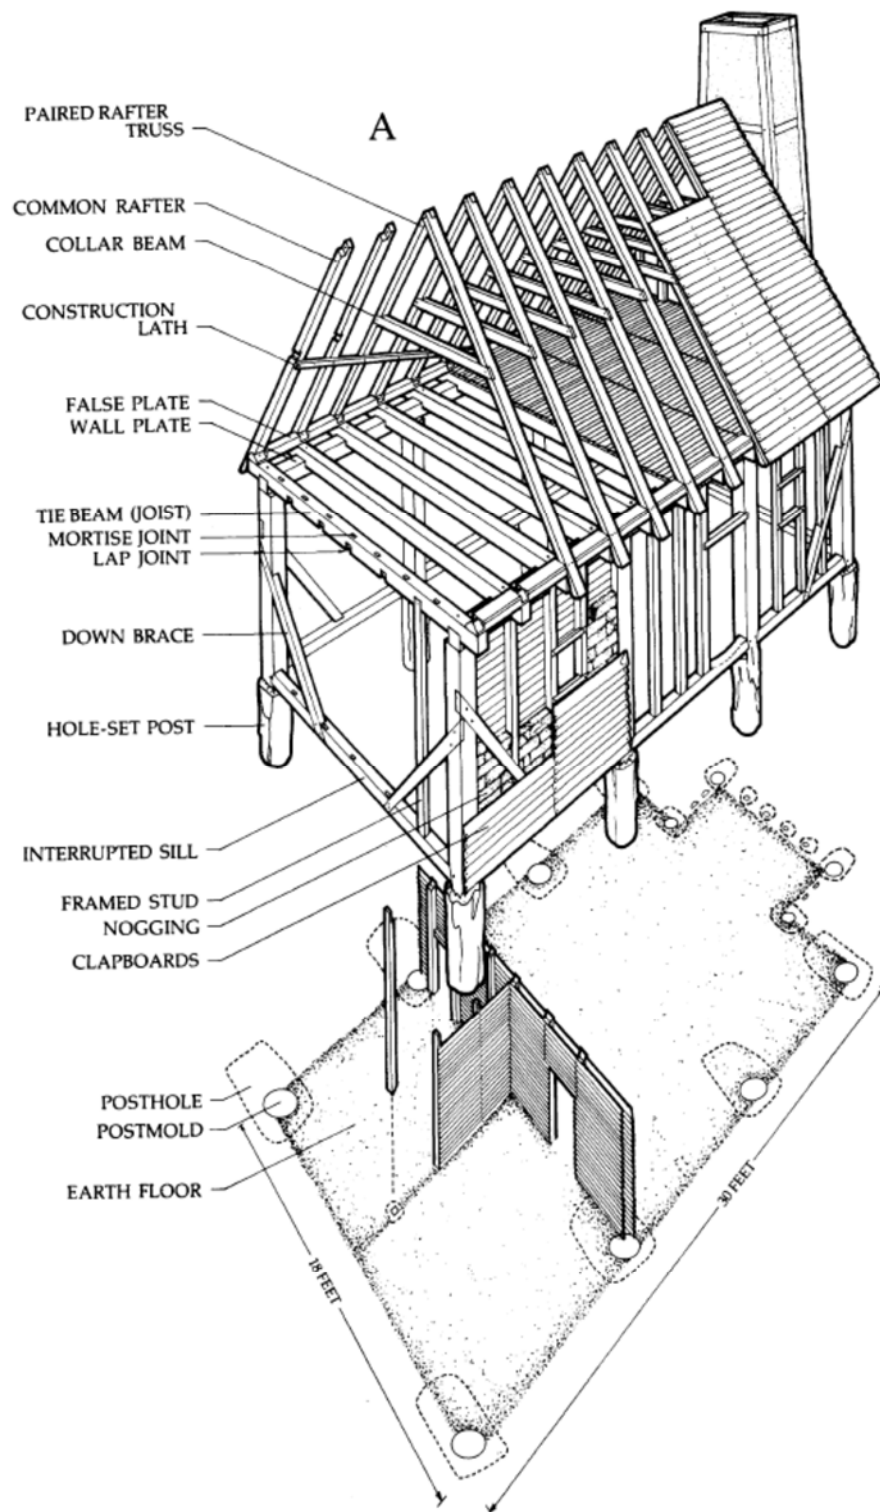 A
PAIRED RAFTER
TRUSS
COMMON RAFTER
COLLAR BEAM
CONSTRUCTION
LATH
FALSE PLATE
WALL PLATE
TIE BEAM (JOIST)
MORTISE JOINT
LAP JOINT
DOWN BRACE
HOLE-SET POST
INTERRUPTED SILL
FRAMED STUD
NOGGING
CLAPBOARDS
POSTHOLE
POSTMOLD
EARTH FLOOR
18 FEET
30 FEET